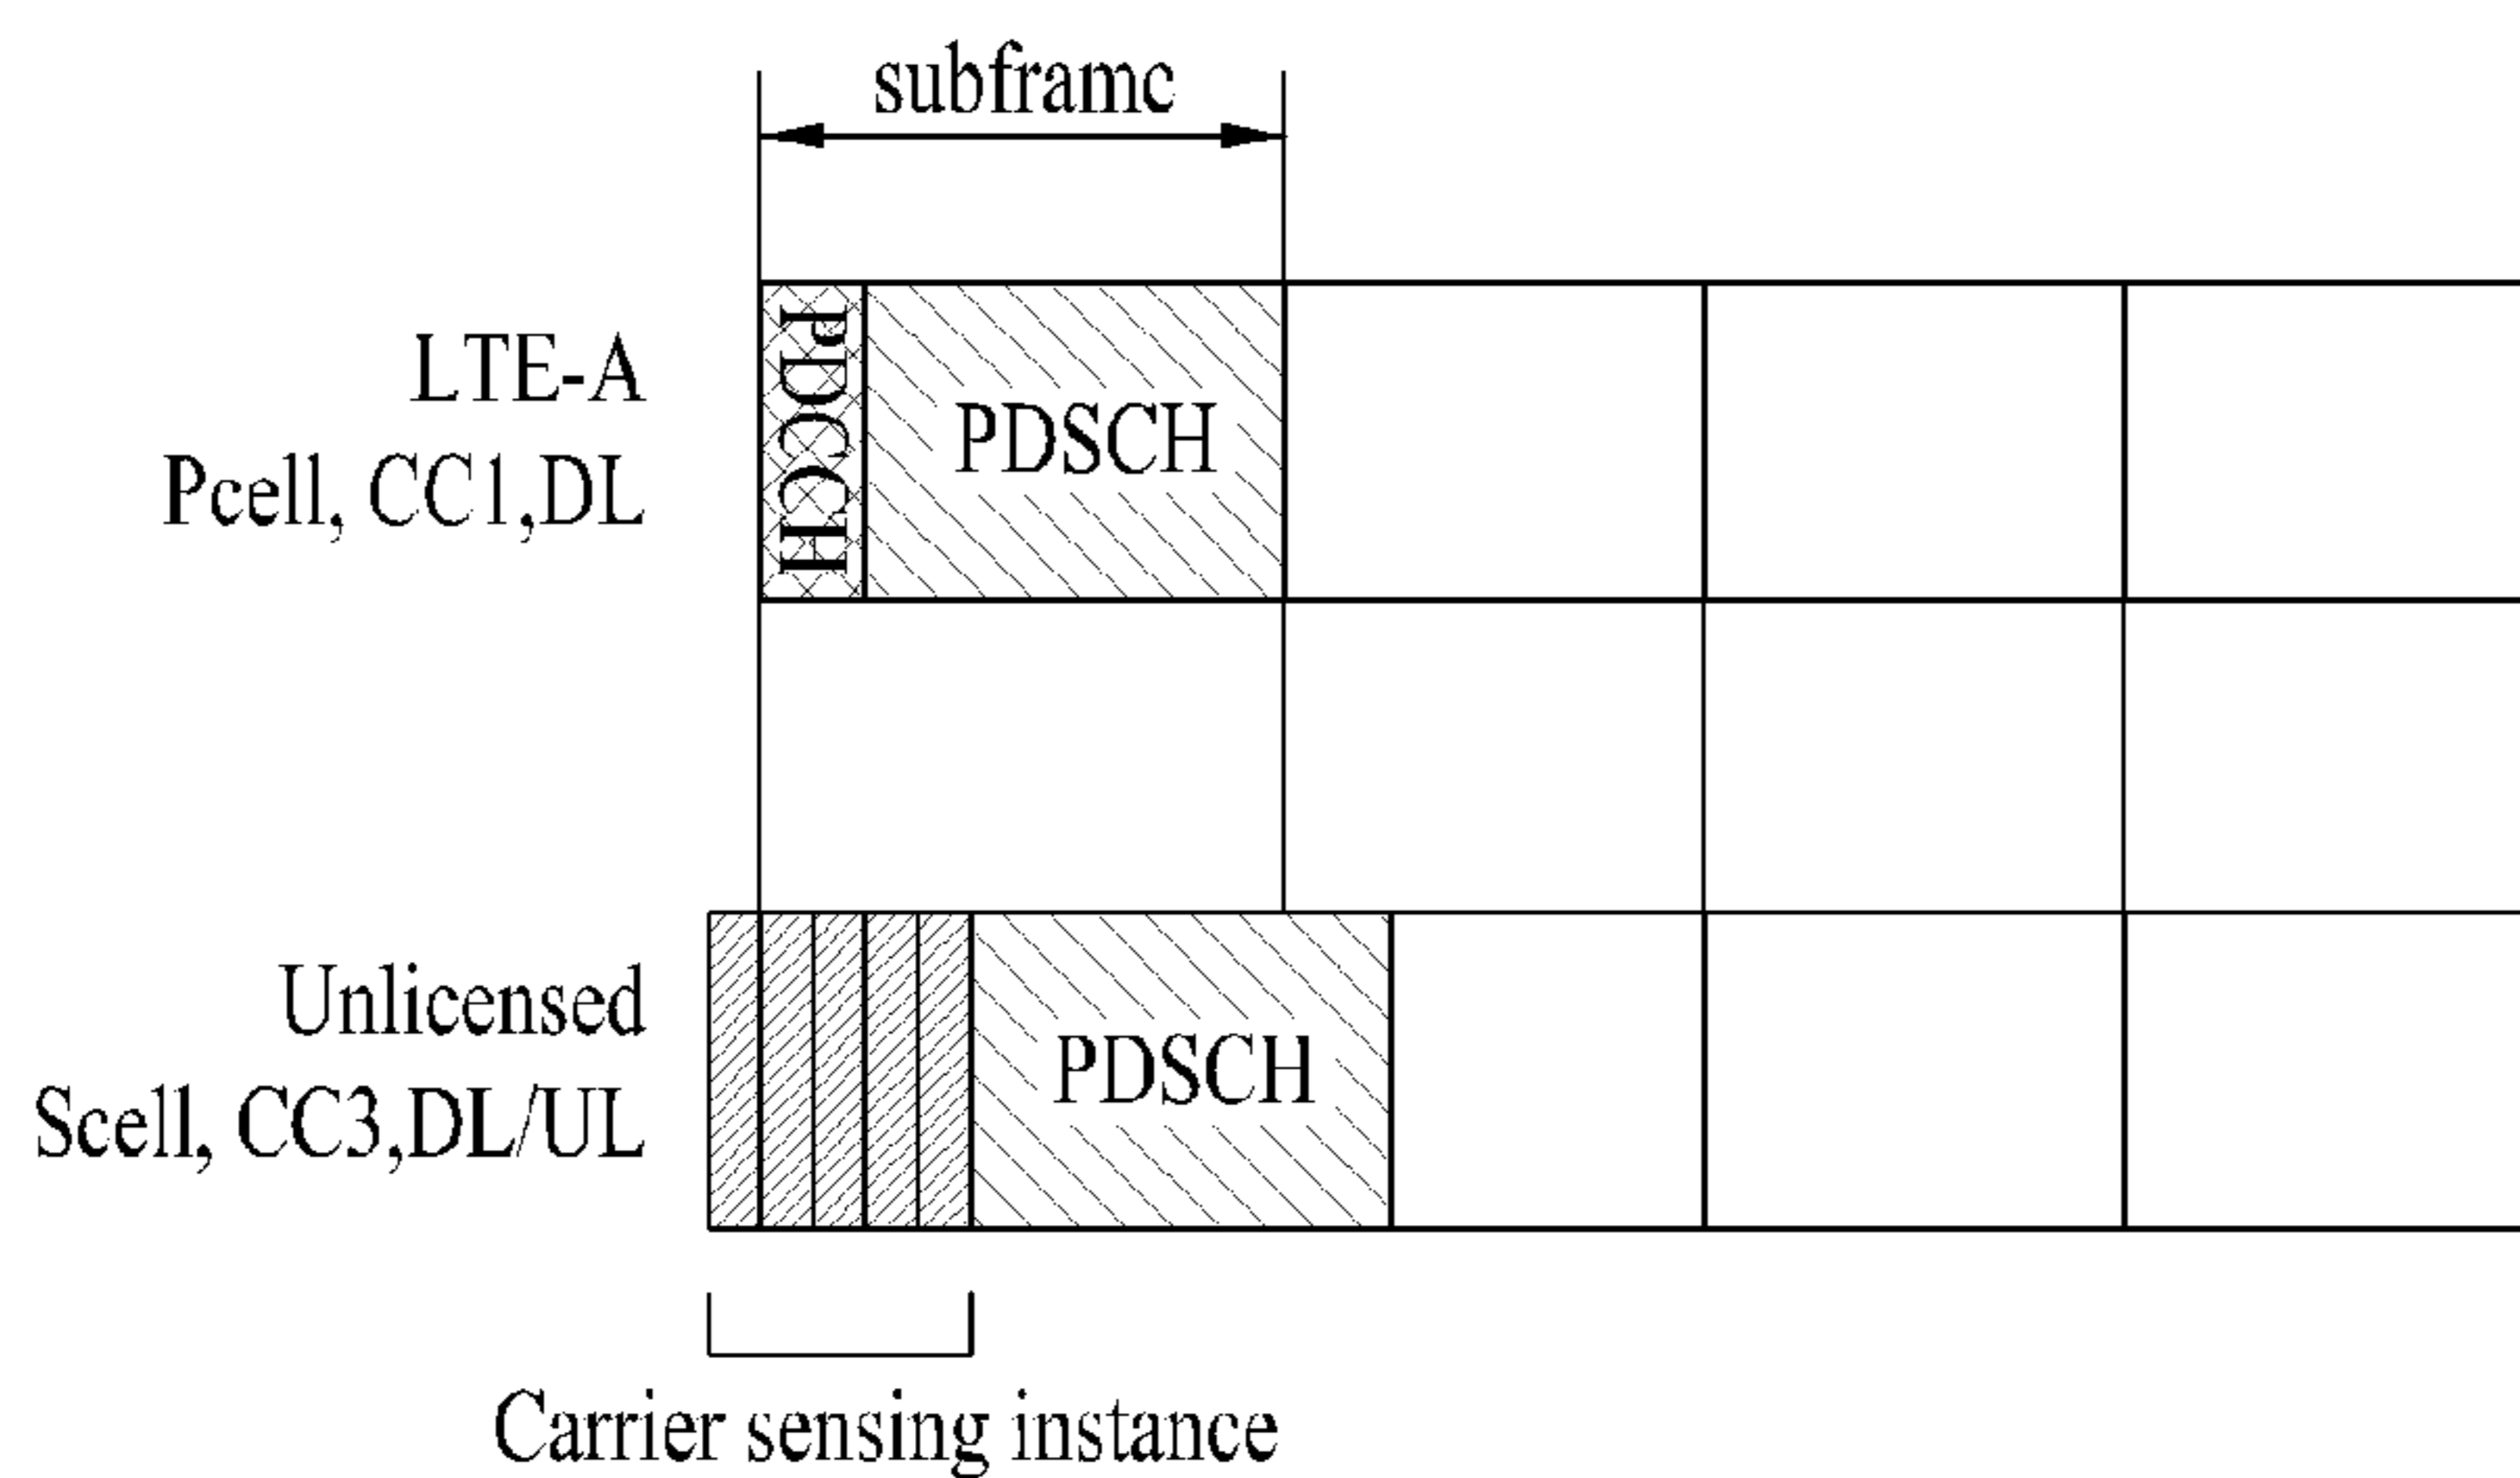 subframe
LTE-A
Pcell, CC1,DL
PDCCH
PDSCH
Unlicensed
Scell, CC3,DL/UL
PDSCH
Carrier sensing instance